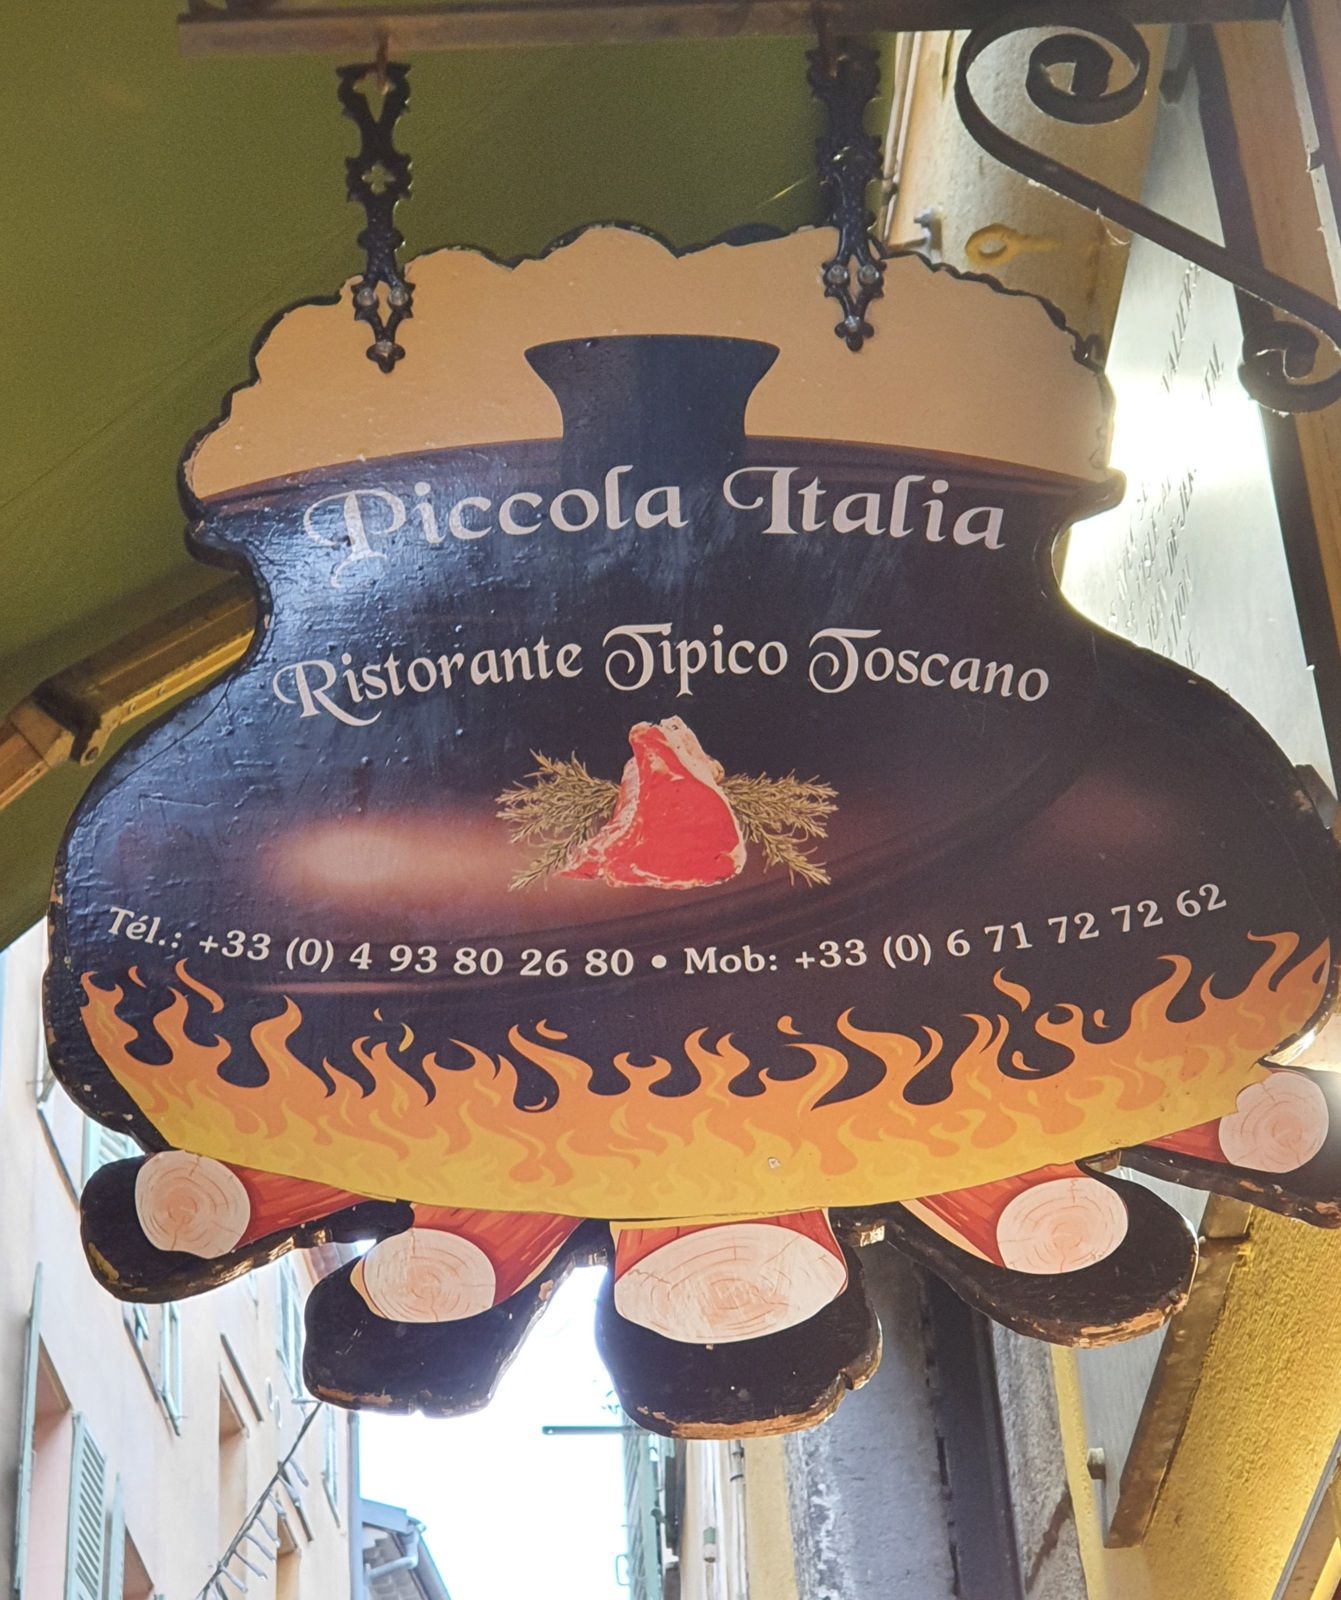 Piccola Italia
Ristorante Tipico Toscano
Tél.: +33 (0) 4 93 80 26 80 • Mob: +33 (0) 6 71 72 72 62